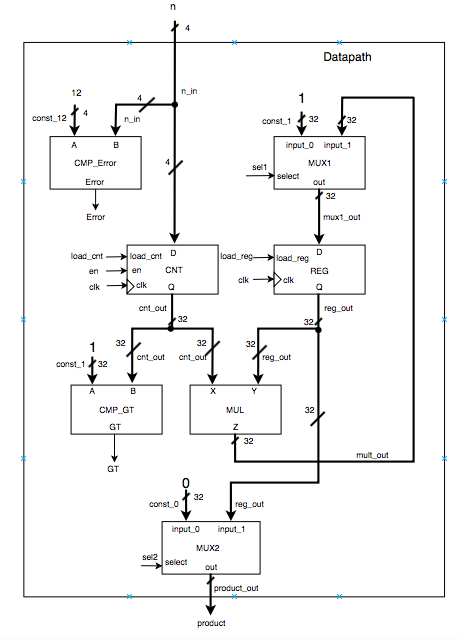 n
4
Datapath
12
const_12
4
4
n_in
n_in
1
const_1
32
32
A
B
CMP_Error
Error
Error
input_0
input_1
MUX1
sel1
select
out
32
mux1_out
4
load_cnt
load_cnt
D
en
en
CNT
clk
clk
Q
load_reg
load_reg
D
REG
clk
clk
Q
cnt_out
32
reg_out
32
1
const_1
32
32
cnt_out
cnt_out
32
32
reg_out
A
B
CMP_GT
GT
GT
X
Y
MUL
Z
32
32
mult_out
0
const_0
32
reg_out
input_0
input_1
MUX2
sel2
select
out
product_out
product